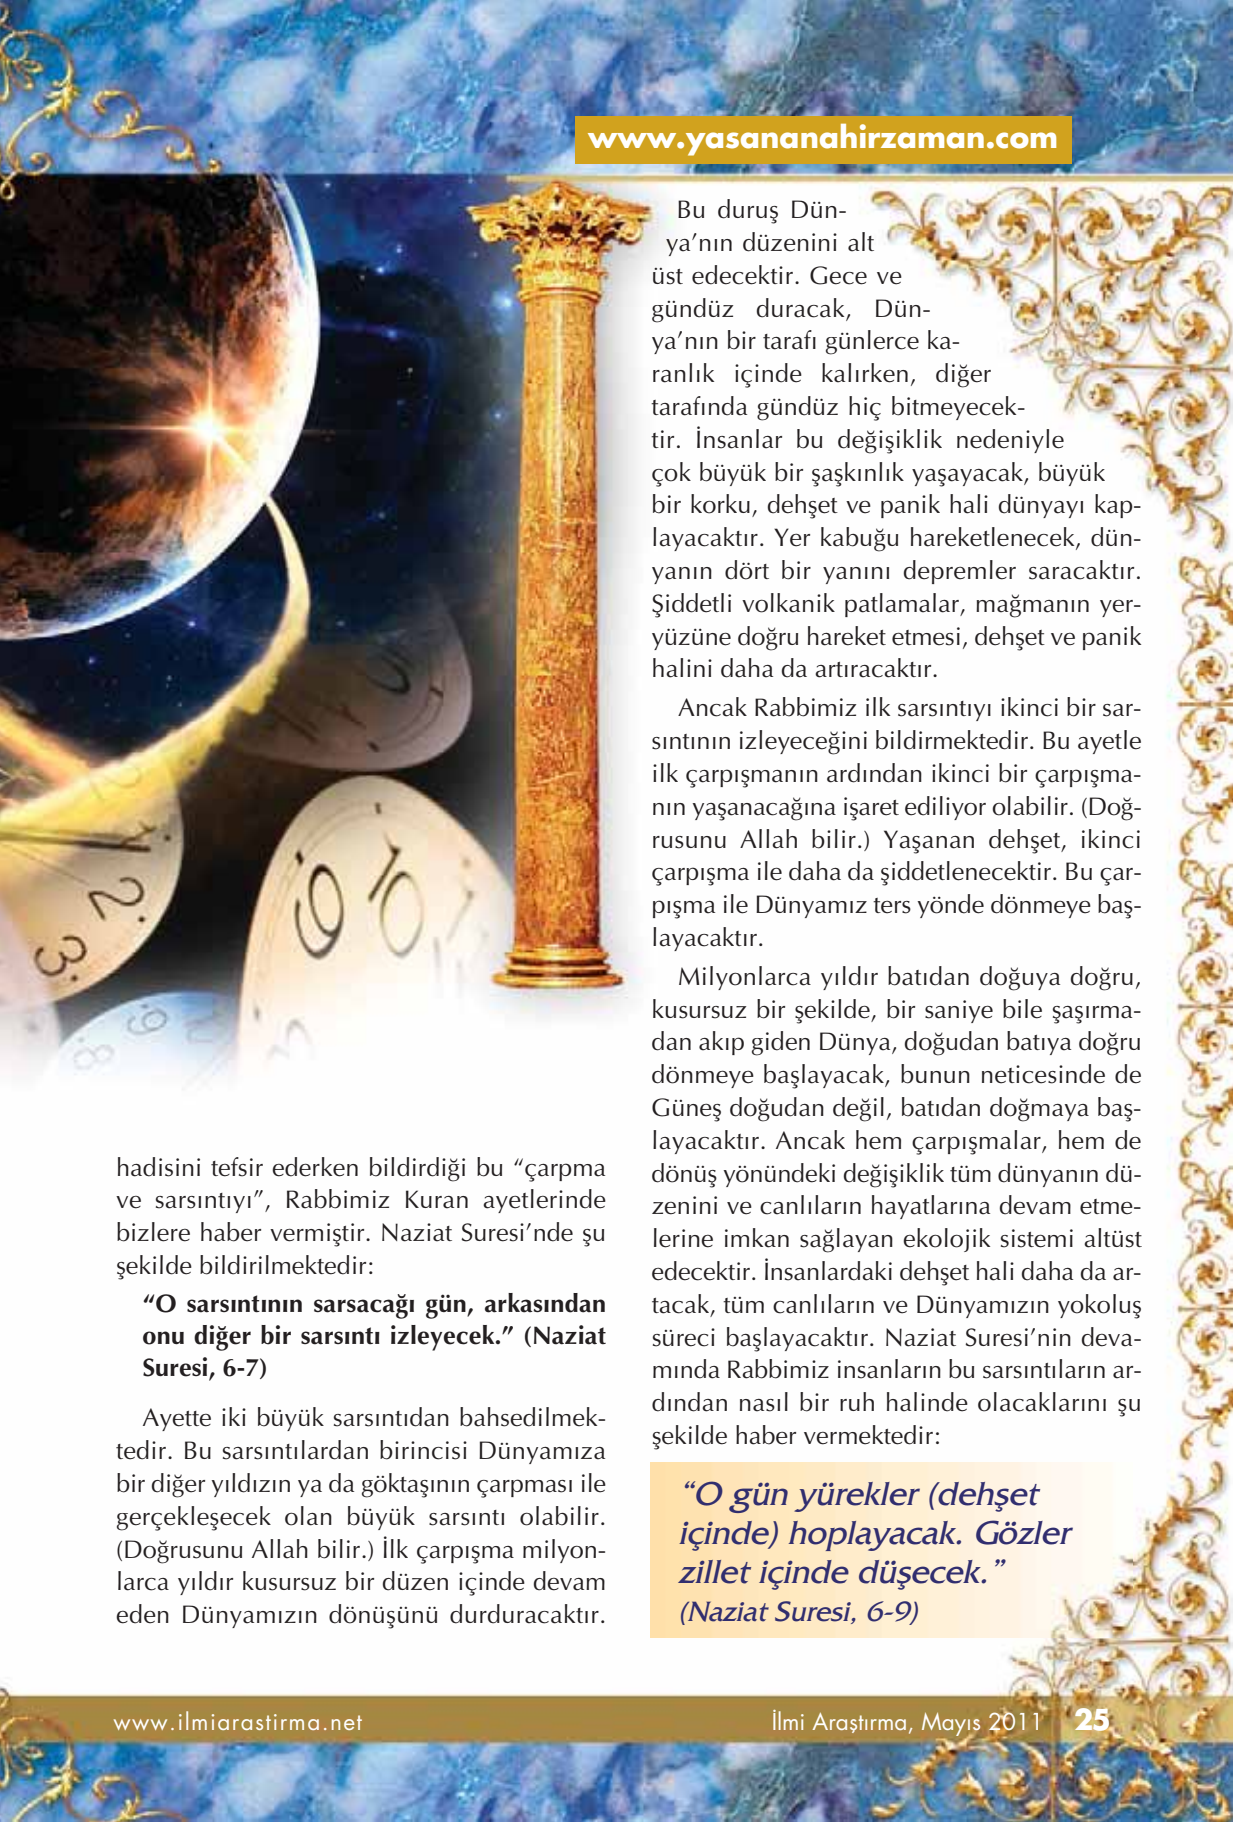 www.yasananahirzaman.com
hadisini tefsir ederken bildirdiği bu “çarpma
ve sarsıntıyı”, Rabbimiz Kuran ayetlerinde
bizlere haber vermiştir. Naziat Suresi’nde şu
şekilde bildirilmektedir:
“O sarsıntının sarsacağı gün, arkasından
onu diğer bir sarsıntı izleyecek.” (Naziat
Suresi, 6-7)
Ayette iki büyük sarsıntıdan bahsedilmek-
tedir. Bu sarsıntılardan birincisi Dünyamıza
bir diğer yıldızın ya da göktaşının çarpması ile
gerçekleşecek olan büyük sarsıntı olabilir.
(Doğrusunu Allah bilir.) İlk çarpışma milyon-
larca yıldır kusursuz bir düzen içinde devam
eden Dünyamızın dönüşünü durduracaktır.
Bu duruş Dün-
ya’nın düzenini alt
üst edecektir. Gece ve
gündüz duracak, Dün-
ya’nın bir tarafı günlerce ka-
ranlık içinde kalırken, diğer
tarafında gündüz hiç bitmeyecek-
tir. İnsanlar bu değişiklik nedeniyle
çok büyük bir şaşkınlık yaşayacak, büyük
bir korku, dehşet ve panik hali dünyayı kap-
layacaktır. Yer kabuğu hareketlenecek, dün-
yanın dört bir yanını depremler saracaktır.
Şiddetli volkanik patlamalar, mağmanın yer-
yüzüne doğru hareket etmesi, dehşet ve panik
halini daha da artıracaktır.
Ancak Rabbimiz ilk sarsıntıyı ikinci bir sar-
sıntının izleyeceğini bildirmektedir. Bu ayetle
ilk çarpışmanın ardından ikinci bir çarpışma-
nın yaşanacağına işaret ediliyor olabilir. (Doğ-
rusunu Allah bilir.) Yaşanan dehşet, ikinci
çarpışma ile daha da şiddetlenecektir. Bu çar-
pışma ile Dünyamız ters yönde dönmeye baş-
layacaktır.
Milyonlarca yıldır batıdan doğuya doğru,
kusursuz bir şekilde, bir saniye bile şaşırma-
dan akıp giden Dünya, doğudan batıya doğru
dönmeye başlayacak, bunun neticesinde de
Güneş doğudan değil, batıdan doğmaya baş-
layacaktır. Ancak hem çarpışmalar, hem de
dönüş yönündeki değişiklik tüm dünyanın dü-
zenini ve canlıların hayatlarına devam etme-
lerine imkan sağlayan ekolojik sistemi altüst
edecektir. İnsanlardaki dehşet hali daha da ar-
tacak, tüm canlıların ve Dünyamızın yokoluş
süreci başlayacaktır. Naziat Suresi’nin deva-
mında Rabbimiz insanların bu sarsıntıların ar-
dından nasıl bir ruh halinde olacaklarını şu
şekilde haber vermektedir:
“O gün yürekler (dehşet
içinde) hoplayacak. Gözler
zillet içinde düşecek.”
(Naziat Suresi, 6-9)
www.ilmiarastirma.net
İlmi Araştırma, Mayıs 2011 25